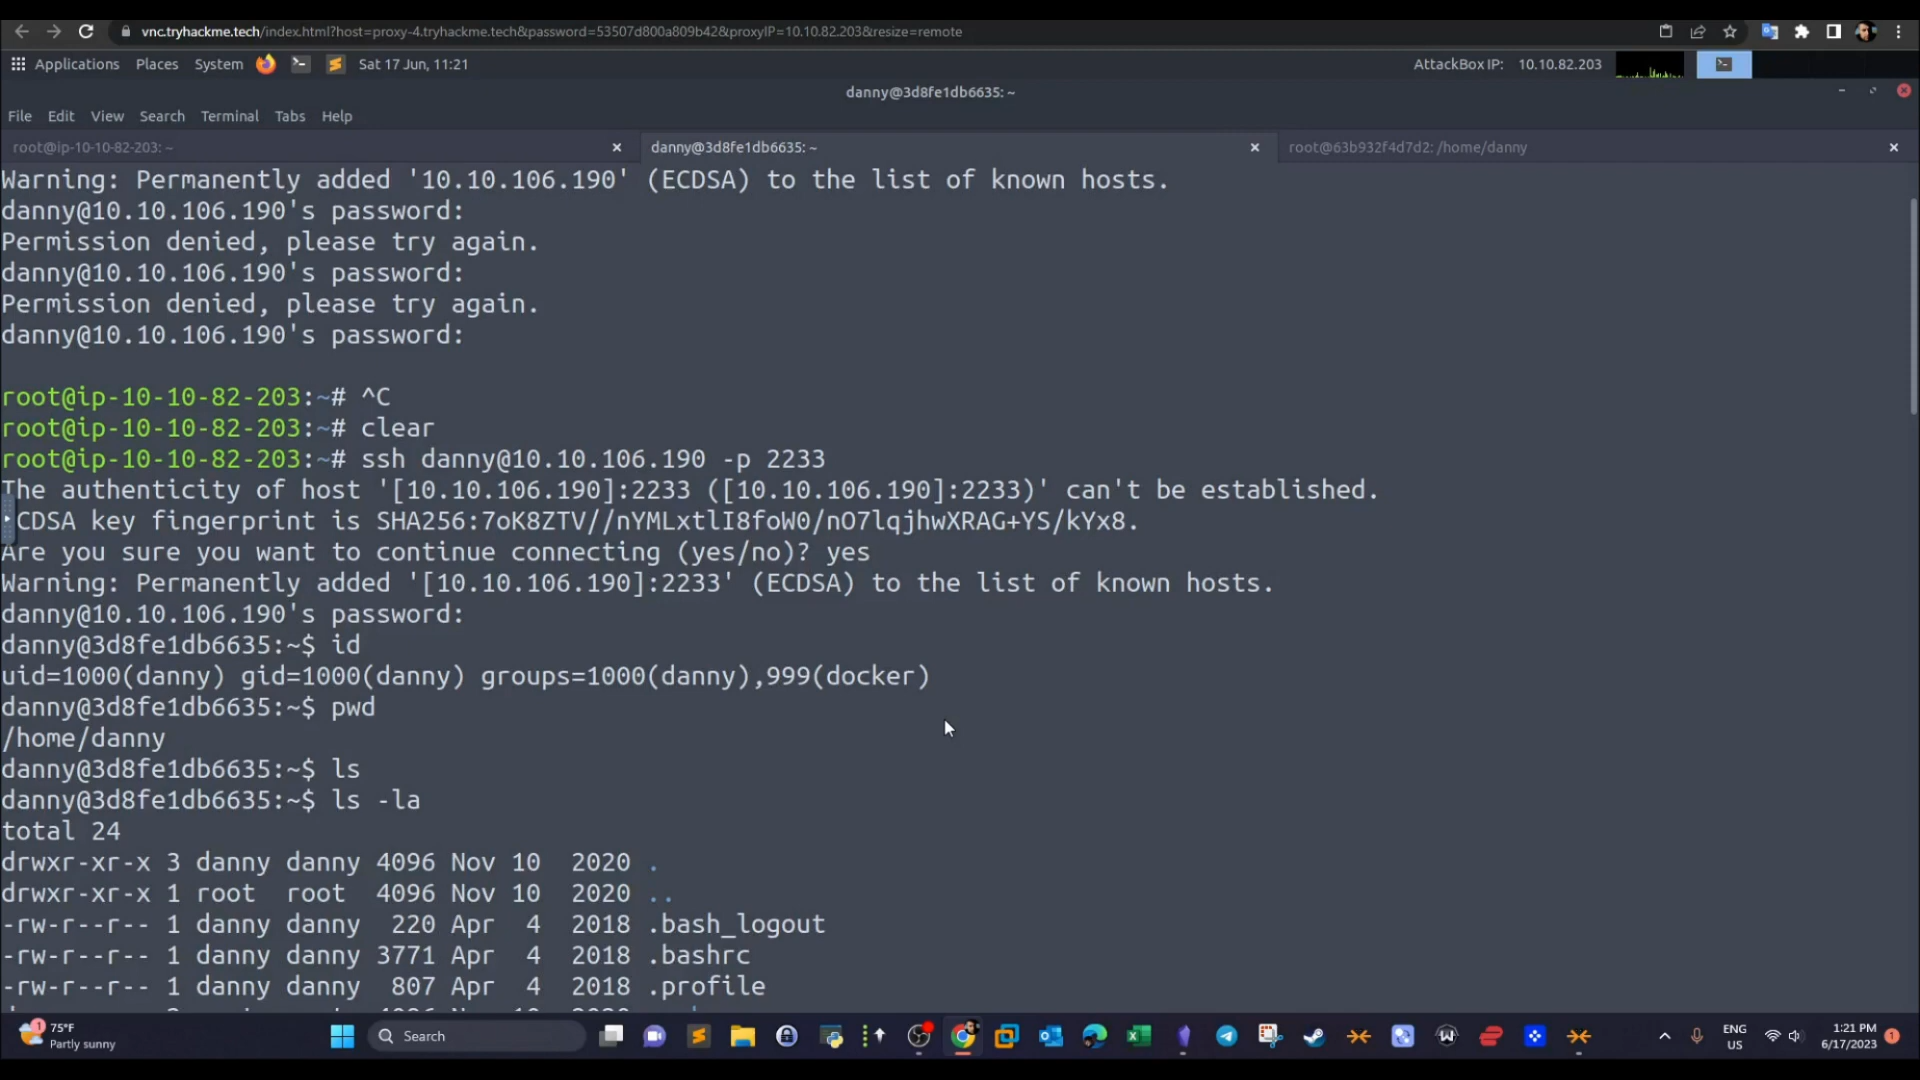 vnc.tryhackme.tech/index.html?host=proxy-4.tryhackme.tech&password=53507d800a809b42&proxyIP=10.10.82.203&resize=remote
Applications Places System Sat 17 Jun, 11:21 AttackBox IP: 10.10.82.203
danny@3d8fe1db6635: ~
File Edit View Search Terminal Tabs Help
root@ip-10-10-82-203: ~ danny@3d8fe1db6635: ~ root@63b932f4d7d2: /home/danny
Warning: Permanently added '10.10.106.190' (ECDSA) to the list of known hosts.
danny@10.10.106.190's password:
Permission denied, please try again.
danny@10.10.106.190's password:
Permission denied, please try again.
danny@10.10.106.190's password:
root@ip-10-10-82-203:~# ^C
root@ip-10-10-82-203:~# clear
root@ip-10-10-82-203:~# ssh danny@10.10.106.190 -p 2233
The authenticity of host '[10.10.106.190]:2233 ([10.10.106.190]:2233)' can't be established.
CDSA key fingerprint is SHA256:7oK8ZTV//nYMLxtlI8foW0/nO7lqjhwXRAG+YS/kYx8.
Are you sure you want to continue connecting (yes/no)? yes
Warning: Permanently added '[10.10.106.190]:2233' (ECDSA) to the list of known hosts.
danny@10.10.106.190's password:
danny@3d8fe1db6635:~$ id
uid=1000(danny) gid=1000(danny) groups=1000(danny),999(docker)
danny@3d8fe1db6635:~$ pwd
/home/danny
danny@3d8fe1db6635:~$ ls
danny@3d8fe1db6635:~$ ls -la
total 24
drwxr-xr-x 3 danny danny 4096 Nov 10 2020 .
drwxr-xr-x 1 root root 4096 Nov 10 2020 ..
-rw-r--r-- 1 danny danny 220 Apr 4 2018 .bash_logout
-rw-r--r-- 1 danny danny 3771 Apr 4 2018 .bashrc
-rw-r--r-- 1 danny danny 807 Apr 4 2018 .profile
1 75°F
Partly sunny
Search
ENG
US
1:21 PM
6/17/2023
1